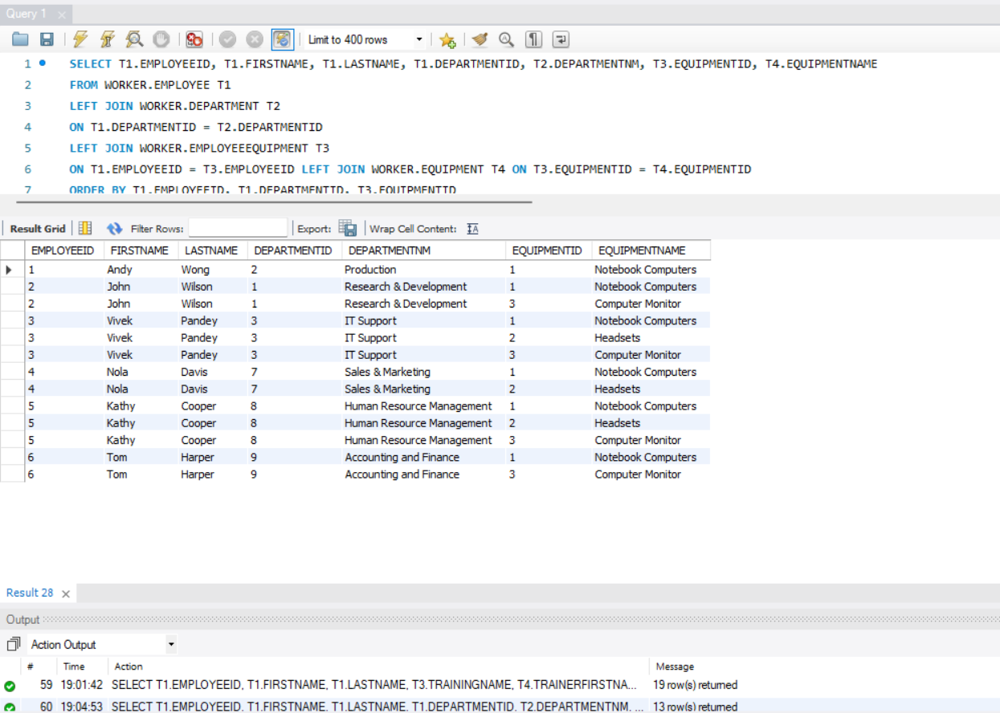 Query 1
Limit to 400 rows
1 SELECT T1.EMPLOYEEID, T1.FIRSTNAME, T1.LASTNAME, T1.DEPARTMENTID, T2.DEPARTMENTNM, T3.EQUIPMENTID, T4.EQUIPMENTNAME
2 FROM WORKER.EMPLOYEE T1
3 LEFT JOIN WORKER.DEPARTMENT T2
4 ON T1.DEPARTMENTID = T2.DEPARTMENTID
5 LEFT JOIN WORKER.EMPLOYEEEQUIPMENT T3
6 ON T1.EMPLOYEEID = T3.EMPLOYEEID LEFT JOIN WORKER.EQUIPMENT T4 ON T3.EQUIPMENTID = T4.EQUIPMENTID
7 ORDER BY T1.EMPLOYEEID, T1.DEPARTMENTID, T3.EQUIPMENTID
Result Grid Filter Rows: Export: Wrap Cell Content:
EMPLOYEEID FIRSTNAME LASTNAME DEPARTMENTID DEPARTMENTNM EQUIPMENTID EQUIPMENTNAME
1 Andy Wong 2 Production 1 Notebook Computers
2 John Wilson 1 Research & Development 1 Notebook Computers
2 John Wilson 1 Research & Development 3 Computer Monitor
3 Vivek Pandey 3 IT Support 1 Notebook Computers
3 Vivek Pandey 3 IT Support 2 Headsets
3 Vivek Pandey 3 IT Support 3 Computer Monitor
4 Nola Davis 7 Sales & Marketing 1 Notebook Computers
4 Nola Davis 7 Sales & Marketing 2 Headsets
5 Kathy Cooper 8 Human Resource Management 1 Notebook Computers
5 Kathy Cooper 8 Human Resource Management 2 Headsets
5 Kathy Cooper 8 Human Resource Management 3 Computer Monitor
6 Tom Harper 9 Accounting and Finance 1 Notebook Computers
6 Tom Harper 9 Accounting and Finance 3 Computer Monitor
Result 28
Output
Action Output
# Time Action Message
59 19:01:42 SELECT T1.EMPLOYEEID, T1.FIRSTNAME, T1.LASTNAME, T3.TRAININGNAME, T4.TRAINERFIRSTNA... 19 row(s) returned
60 19:04:53 SELECT T1.EMPLOYEEID, T1.FIRSTNAME, T1.LASTNAME, T1.DEPARTMENTID, T2.DEPARTMENTNM, ... 13 row(s) returned